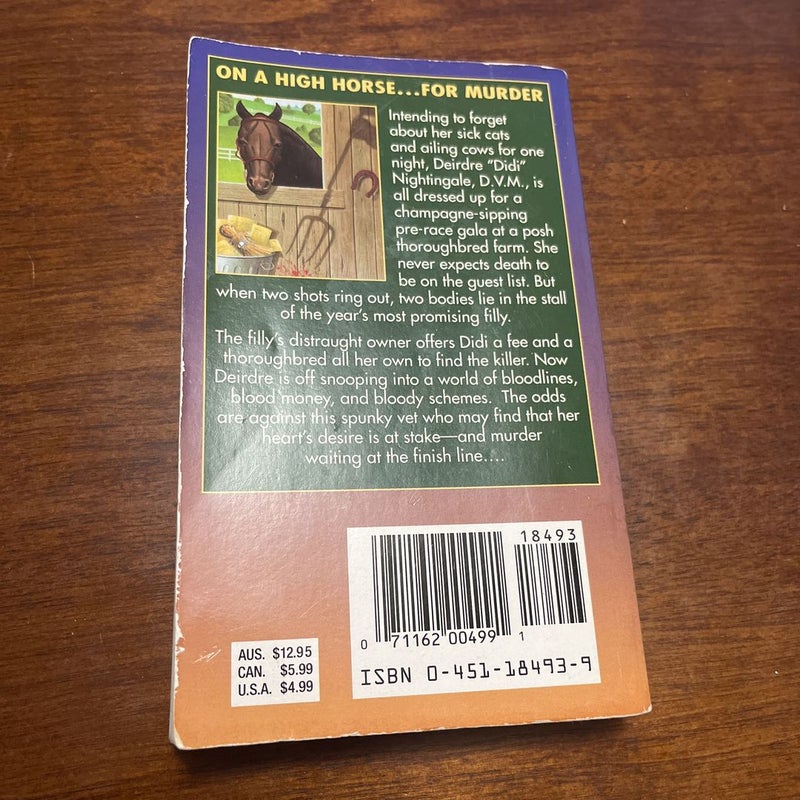 ON A HIGH HORSE...FOR MURDER
Intending to forget
about her sick cats
and ailing cows for one
night, Deirdre "Didi"
Nightingale, D.V.M., is
all dressed up for a
champagne-sipping
pre-race gala at a posh
thoroughbred farm. She
never expects death to
be on the guest list. But
when two shots ring out, two bodies lie in the stall
of the year's most promising filly.
The filly's distraught owner offers Didi a fee and a
thoroughbred all her own to find the killer. Now
Deirdre is off snooping into a world of bloodlines,
blood money, and bloody schemes. The odds
are against this spunky vet who may find that her
heart's desire is at stake—and murder
waiting at the finish line....
18493
0 71162 00499 1
ISBN 0-451-18493-9
AUS. $12.95
CAN. $5.99
U.S.A. $4.99